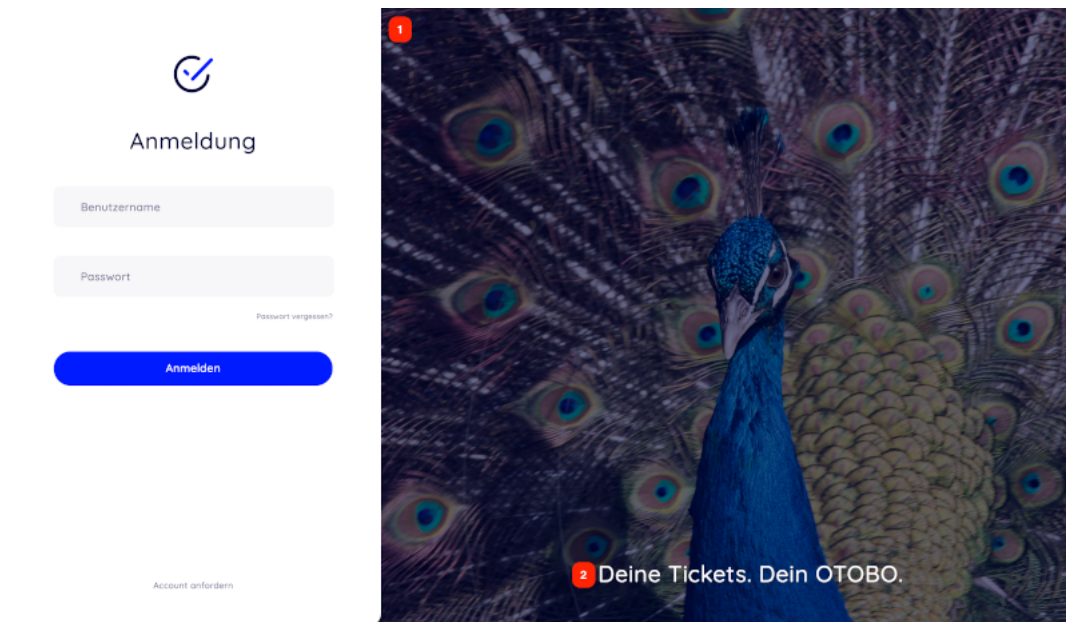 Anmeldung
Benutzername
Passwort
Passwort vergessen?
Anmelden
Account anfordern
1
2 Deine Tickets. Dein OTOBO.